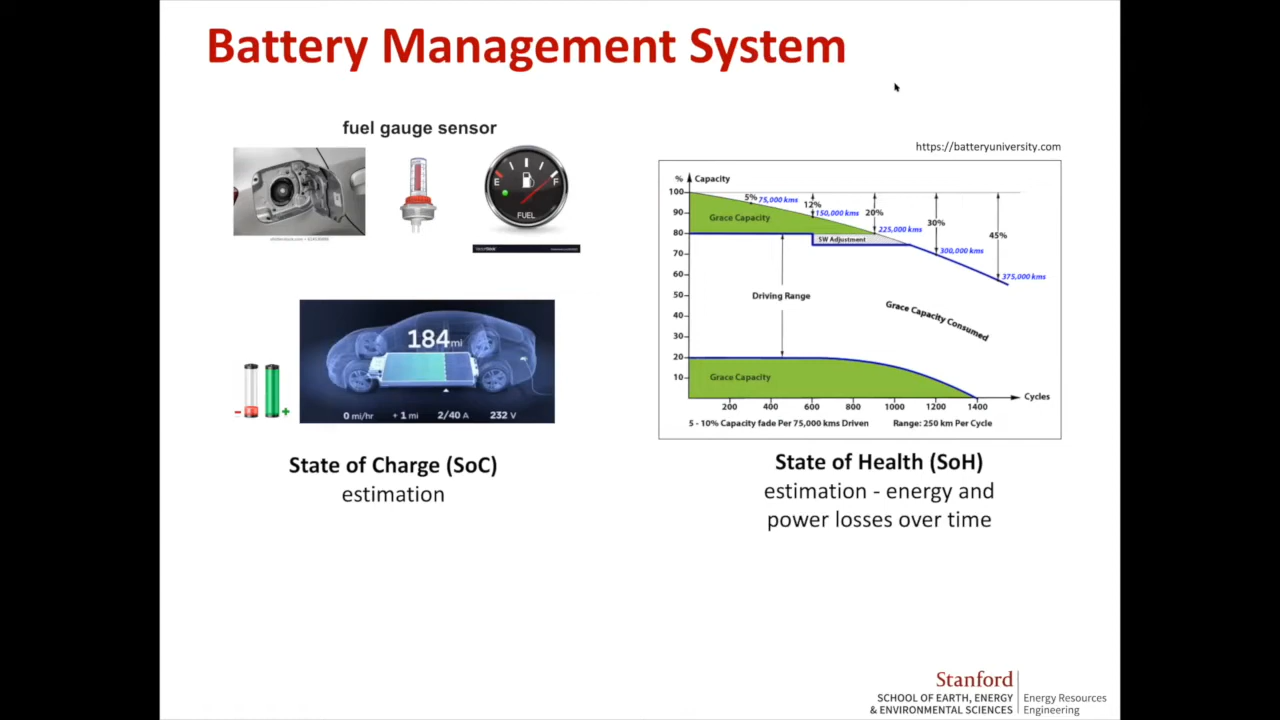 Battery Management System
fuel gauge sensor
E
F
FUEL
184mi
0 mi/hr + 1 mi 2/40 A 232 V
- +
State of Charge (SoC)
estimation
https://batteryuniversity.com
% Capacity
100
90
80
70
60
50
40
30
20
10
5% 75,000 kms
12% 150,000 kms
20% 225,000 kms
30% 300,000 kms
45% 375,000 kms
Grace Capacity
SW Adjustment
Driving Range
Grace Capacity Consumed
Grace Capacity
Cycles
200 400 600 800 1000 1200 1400
5 - 10% Capacity fade Per 75,000 kms Driven Range: 250 km Per Cycle
State of Health (SoH)
estimation - energy and
power losses over time
Stanford
SCHOOL OF EARTH, ENERGY
& ENVIRONMENTAL SCIENCES
Energy Resources
Engineering